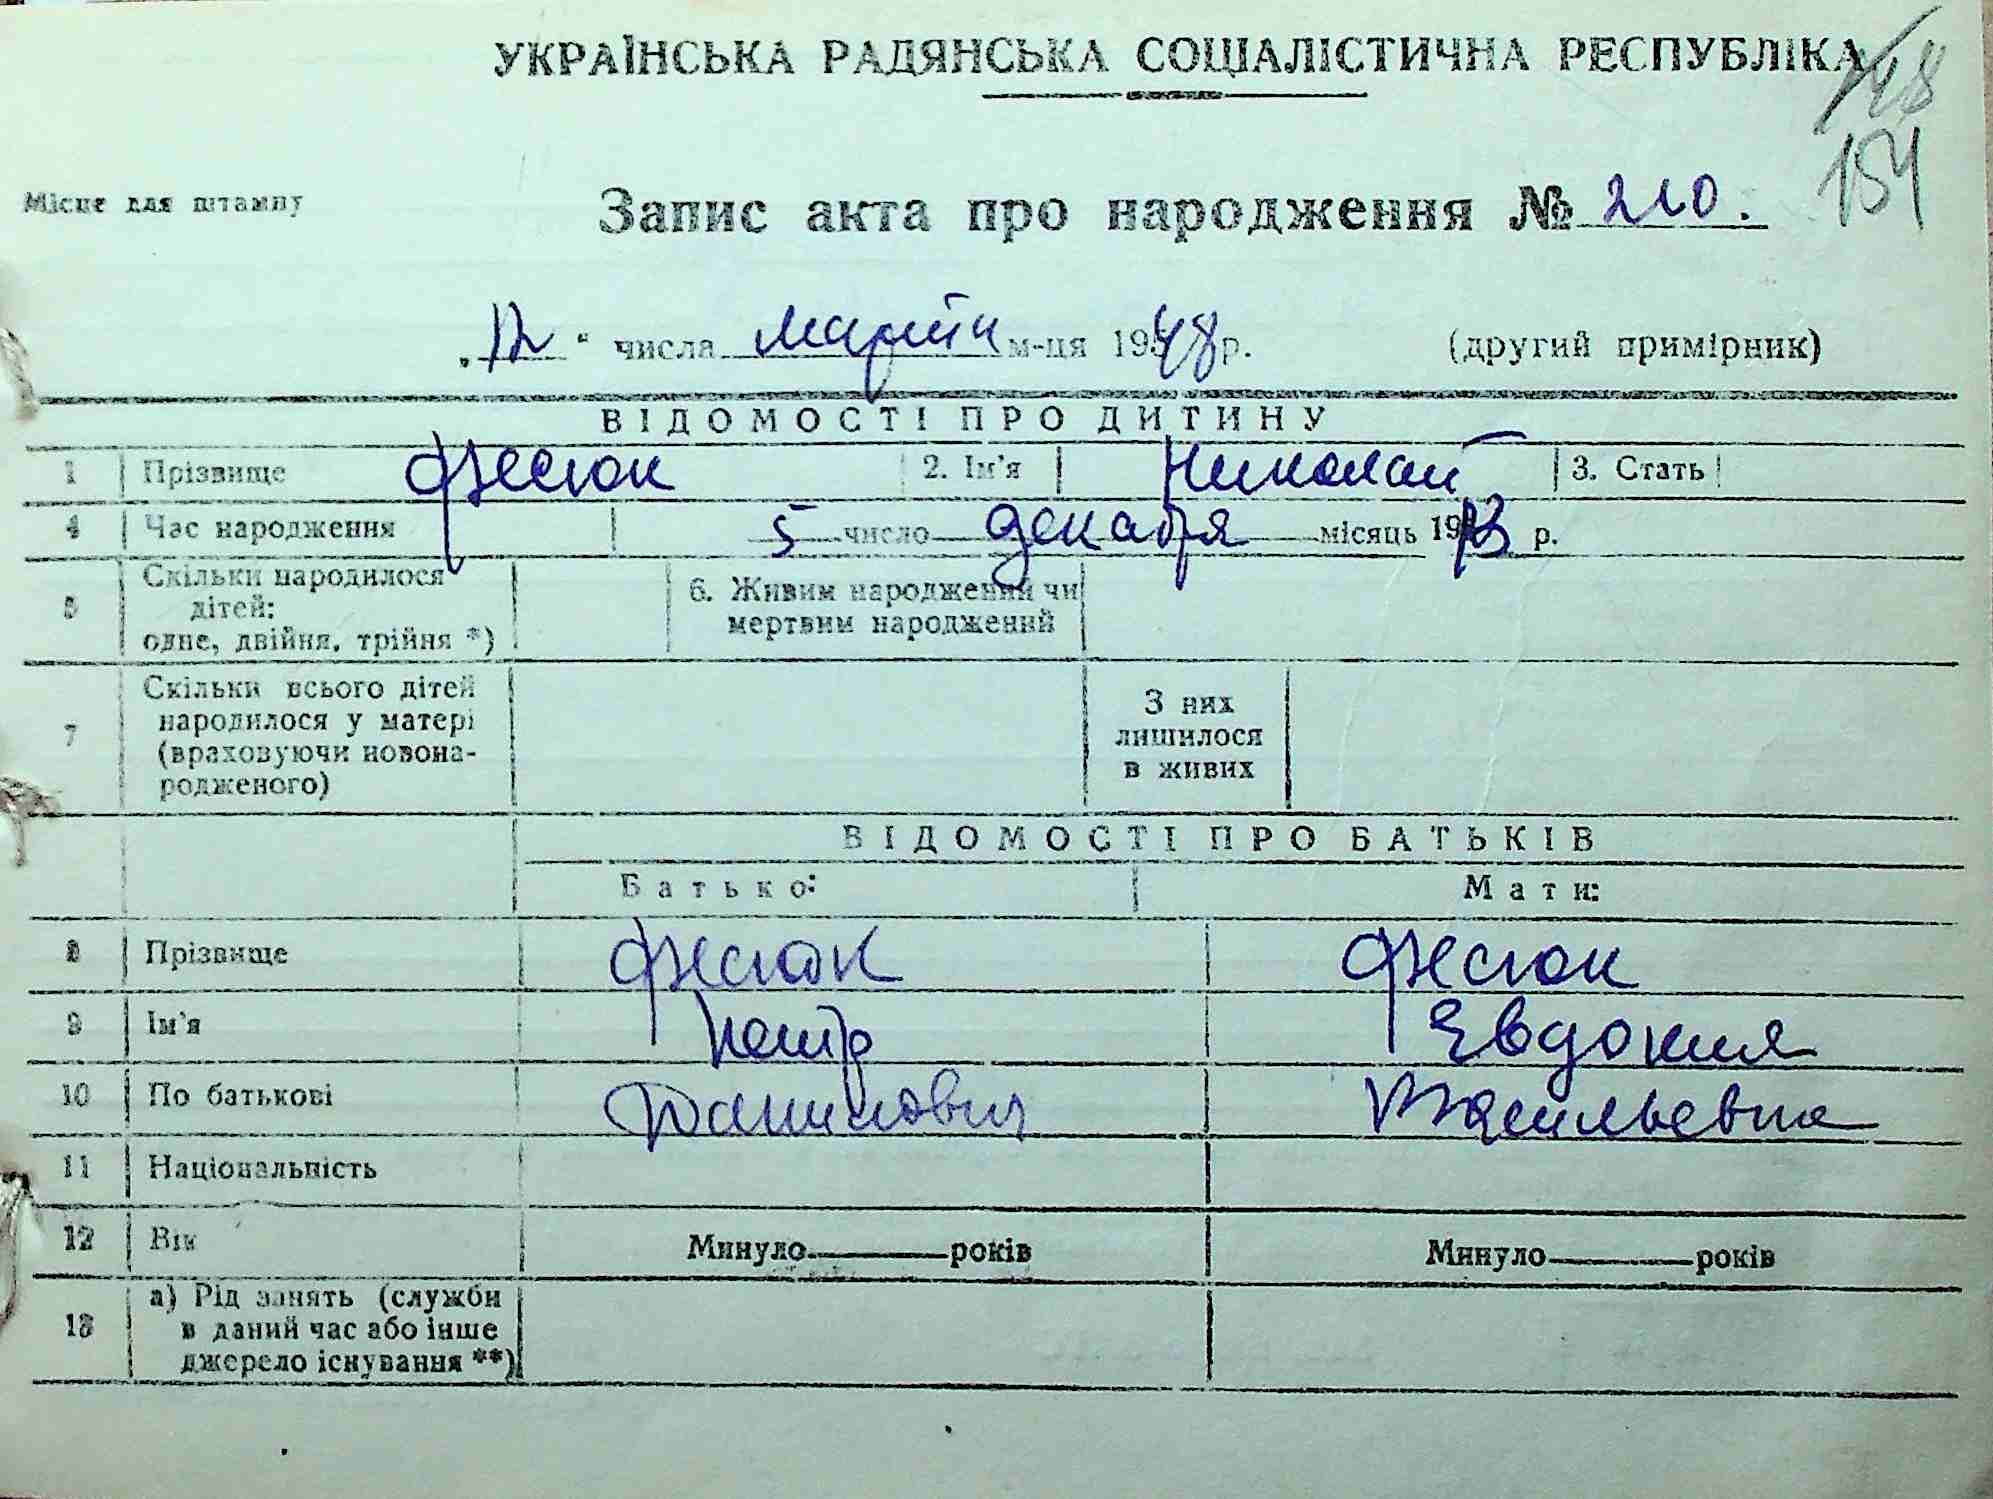 УКРАЇНСЬКА РАДЯНСЬКА СОЦІАЛІСТИЧНА РЕСПУБЛІКА
148
151
Місце для штампу
Запис акта про народження № 210.
„12“ числа марта м-ця 1948 р. (другий примірник)
ВІДОМОСТІ ПРО ДИТИНУ
1 Прізвище Фесюк 2. Ім'я Николай 3. Стать
4 Час народження 5 число декабря місяць 19 р.
5 Скільки народилося дітей: одне, двійня, трійня *) 6. Живим народжений чи мертвим народжений
7 Скільки всього дітей народилося у матері (враховуючи новонародженого) З них лишилося в живих
ВІДОМОСТІ ПРО БАТЬКІВ
Батько: Мати:
8 Прізвище Фесюк Фесюк
9 Ім'я Петр Евдокия
10 По батькові Данилович Васильевна
11 Національність
12 Вік Минуло років Минуло років
13 а) Рід занять (служби в даний час або інше джерело існування **)